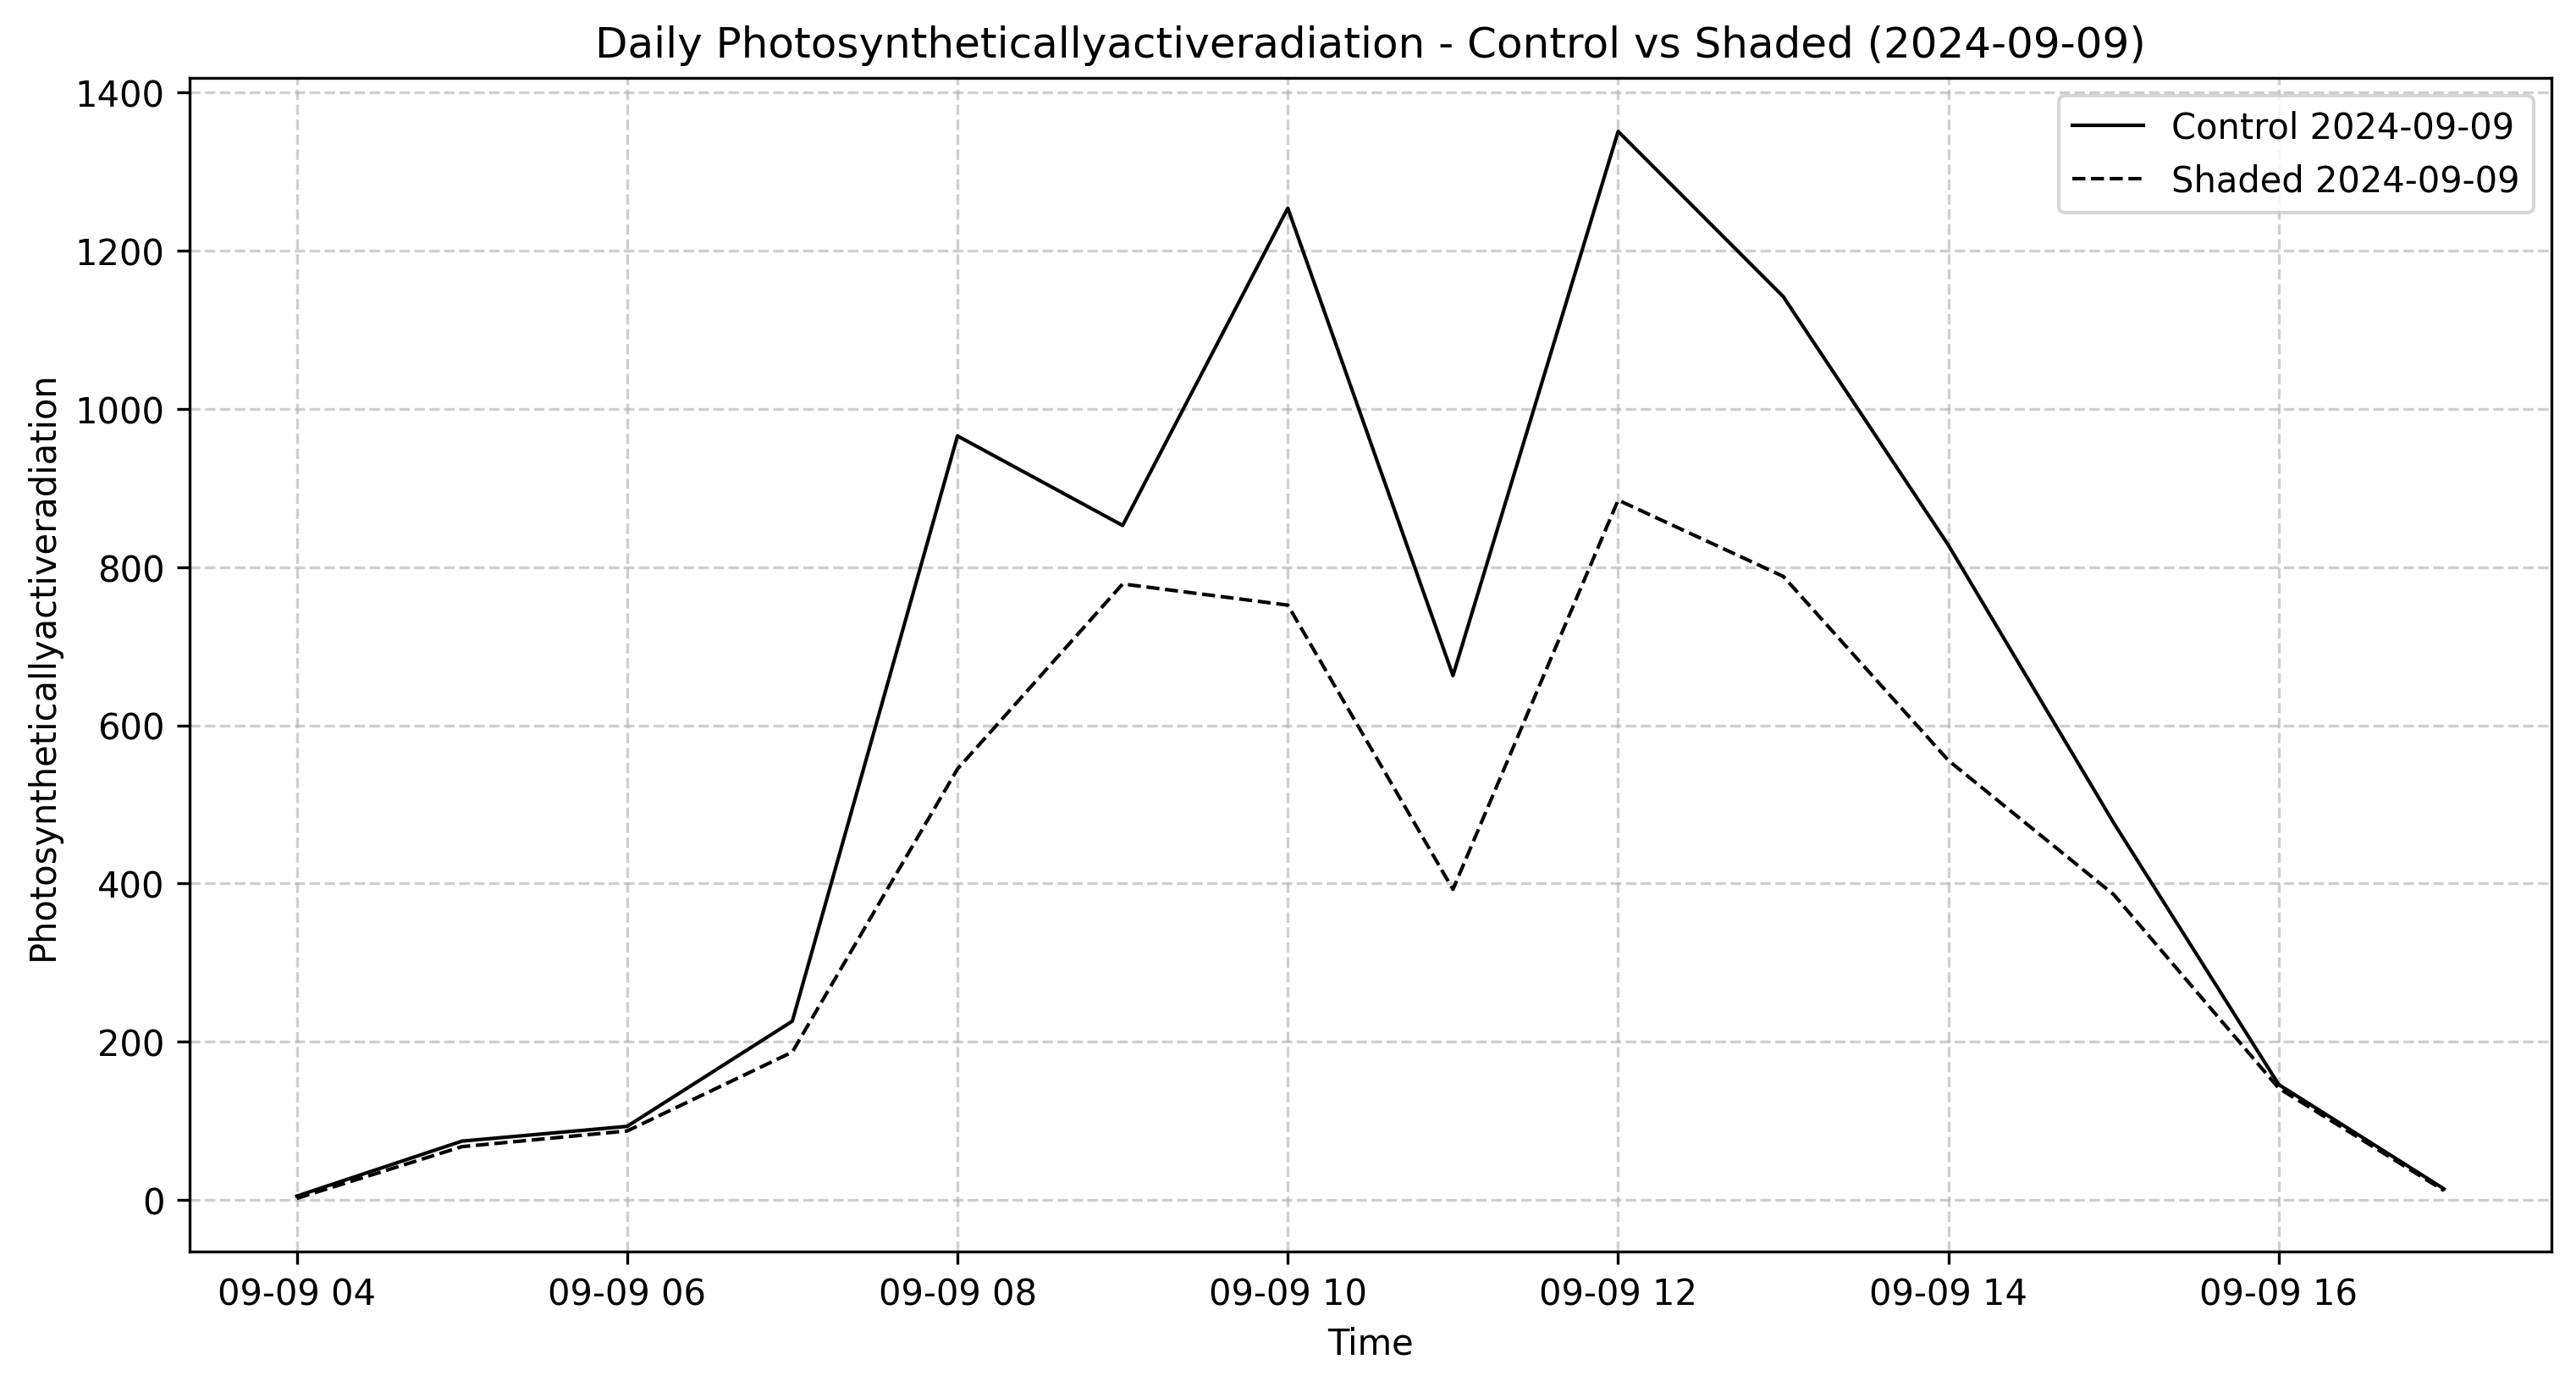 Daily Photosyntheticallyactiveradiation - Control vs Shaded (2024-09-09)
Control 2024-09-09
Shaded 2024-09-09
Photosyntheticallyactiveradiation
1400
1200
1000
800
600
400
200
0
09-09 04 09-09 06 09-09 08 09-09 10 09-09 12 09-09 14 09-09 16
Time